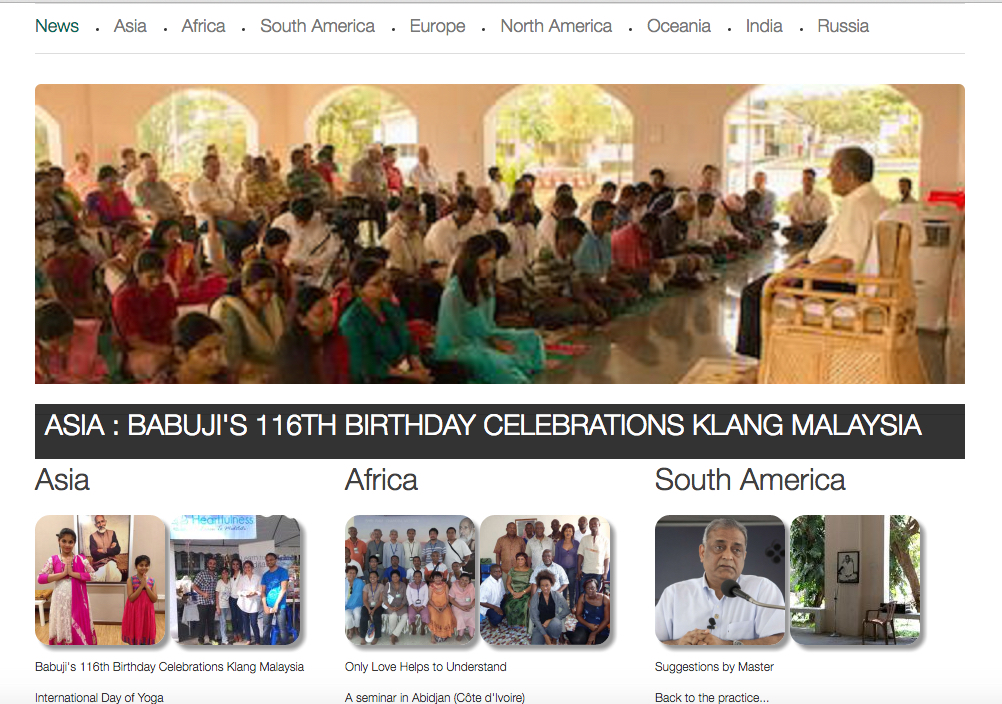 News . Asia . Africa . South America . Europe . North America . Oceania . India . Russia
ASIA : BABUJI'S 116TH BIRTHDAY CELEBRATIONS KLANG MALAYSIA
Asia
Africa
South America
Heartfulness
Babuji's 116th Birthday Celebrations Klang Malaysia
Only Love Helps to Understand
Suggestions by Master
International Day of Yoga
A seminar in Abidjan (Côte d'Ivoire)
Back to the practice...